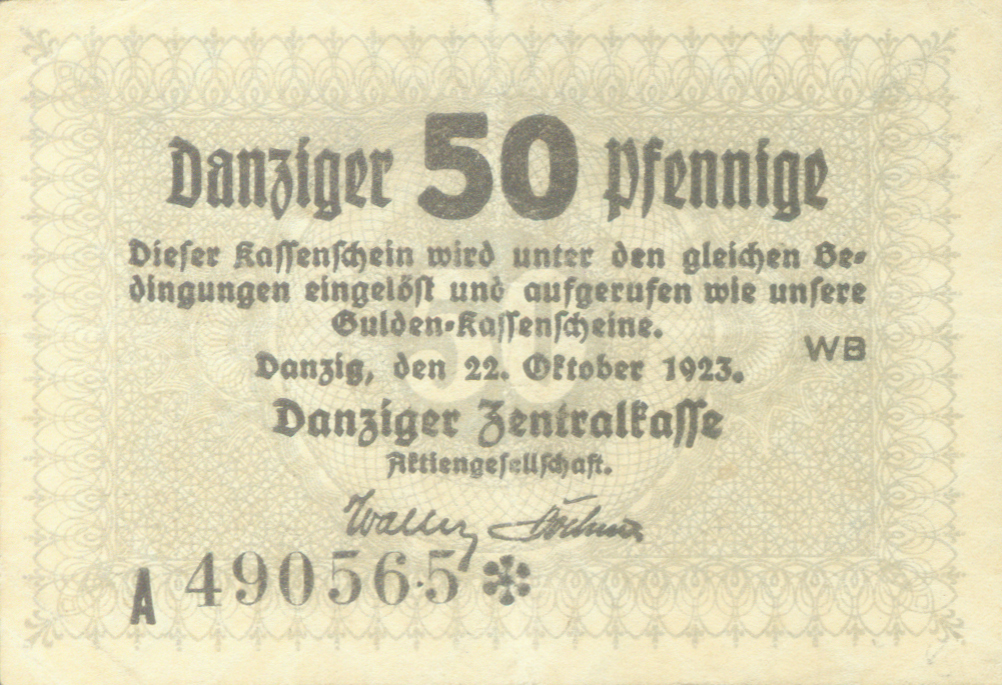 Danziger 50 Pfennige
Dieser Kassenschein wird unter den gleichen Be-
dingungen eingelöst und aufgerufen wie unsere
Gulden-Kassenscheine.
WB
Danzig, den 22. Oktober 1923.
Danziger Zentralkasse
Aktiengesellschaft.
A 490565 *
50